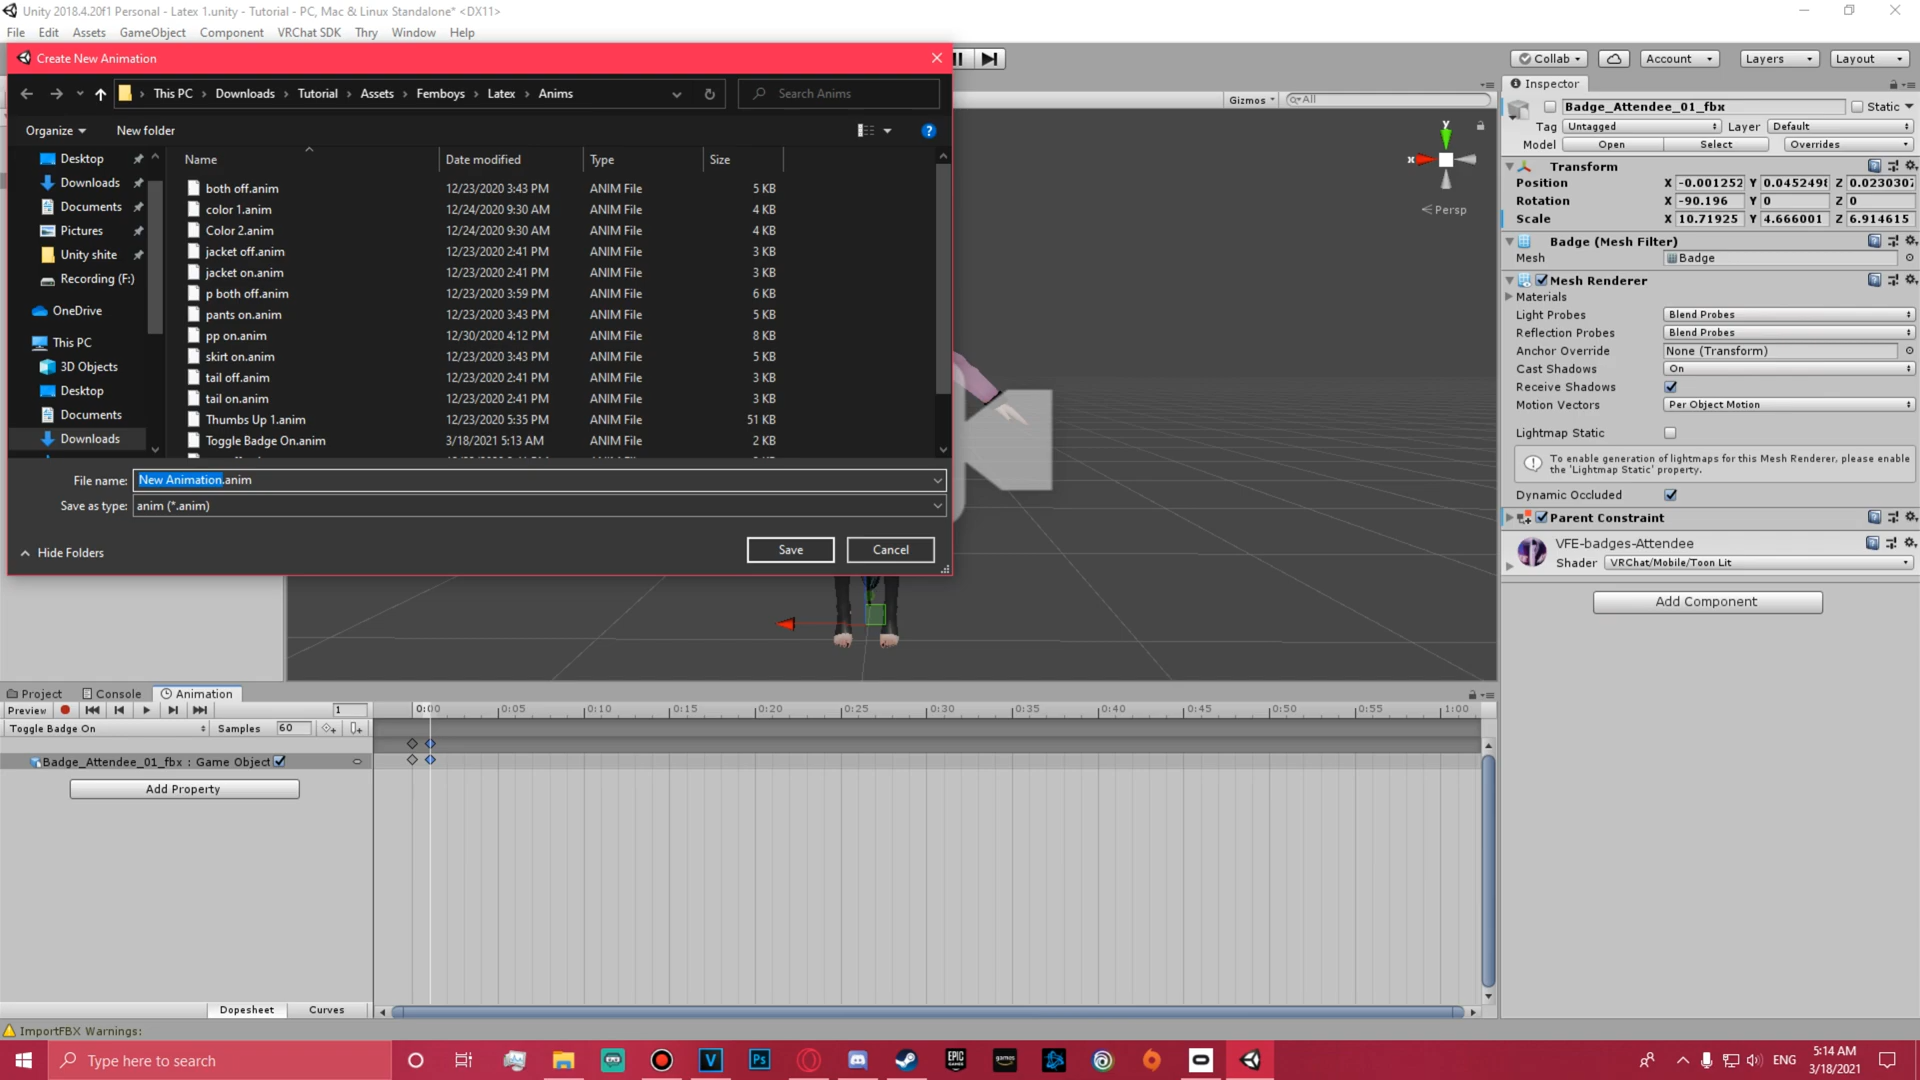 Unity 2018.4.20f1 Personal - Latex 1.unity - Tutorial - PC, Mac & Linux Standalone* <DX11>
File Edit Assets GameObject Component VRChat SDK Thry Window Help
Create New Animation
This PC > Downloads > Tutorial > Assets > Femboys > Latex > Anims
Search Anims
Organize New folder
Name Date modified Type Size
both off.anim 12/23/2020 3:43 PM ANIM File 5 KB
color 1.anim 12/24/2020 9:30 AM ANIM File 4 KB
Color 2.anim 12/24/2020 9:30 AM ANIM File 4 KB
jacket off.anim 12/23/2020 2:41 PM ANIM File 3 KB
jacket on.anim 12/23/2020 2:41 PM ANIM File 3 KB
p both off.anim 12/23/2020 3:59 PM ANIM File 6 KB
pants on.anim 12/23/2020 3:43 PM ANIM File 5 KB
pp on.anim 12/30/2020 4:12 PM ANIM File 8 KB
skirt on.anim 12/23/2020 3:43 PM ANIM File 5 KB
tail off.anim 12/23/2020 2:41 PM ANIM File 3 KB
tail on.anim 12/23/2020 2:41 PM ANIM File 3 KB
Thumbs Up 1.anim 12/23/2020 5:35 PM ANIM File 51 KB
Toggle Badge On.anim 3/18/2021 5:13 AM ANIM File 2 KB
Desktop
Downloads
Documents
Pictures
Unity shite
Recording (F:)
OneDrive
This PC
3D Objects
Desktop
Documents
Downloads
File name: New Animation.anim
Save as type: anim (*.anim)
Hide Folders
Save Cancel
Collab Account Layers Layout
Gizmos All
y
x
Persp
Inspector
Badge_Attendee_01_fbx Static
Tag Untagged Layer Default
Model Open Select Overrides
Transform
Position X -0.001252 Y 0.045249 Z 0.023030
Rotation X -90.196 Y 0 Z 0
Scale X 10.71925 Y 4.666001 Z 6.914615
Badge (Mesh Filter)
Mesh Badge
Mesh Renderer
Materials
Light Probes Blend Probes
Reflection Probes Blend Probes
Anchor Override None (Transform)
Cast Shadows On
Receive Shadows
Motion Vectors Per Object Motion
Lightmap Static
To enable generation of lightmaps for this Mesh Renderer, please enable
the 'Lightmap Static' property.
Dynamic Occluded
Parent Constraint
VFE-badges-Attendee
Shader VRChat/Mobile/Toon Lit
Add Component
Project Console Animation
Preview 1 0:00 0:05 0:10 0:15 0:20 0:25 0:30 0:35 0:40 0:45 0:50 0:55 1:00
Toggle Badge On Samples 60
Badge_Attendee_01_fbx : Game Object
Add Property
Dopesheet Curves
ImportFBX Warnings:
Type here to search
V Ps EPIC GAMES amazon games
ENG
5:14 AM
3/18/2021